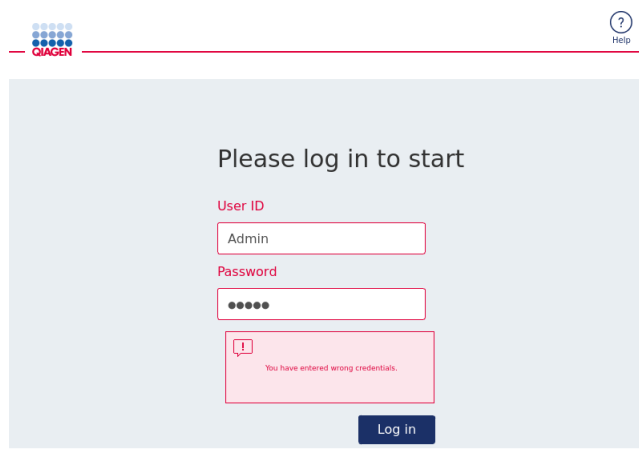 QIAGEN
?
Help
Please log in to start
User ID
Admin
Password
●●●●●
!
You have entered wrong credentials.
Log in